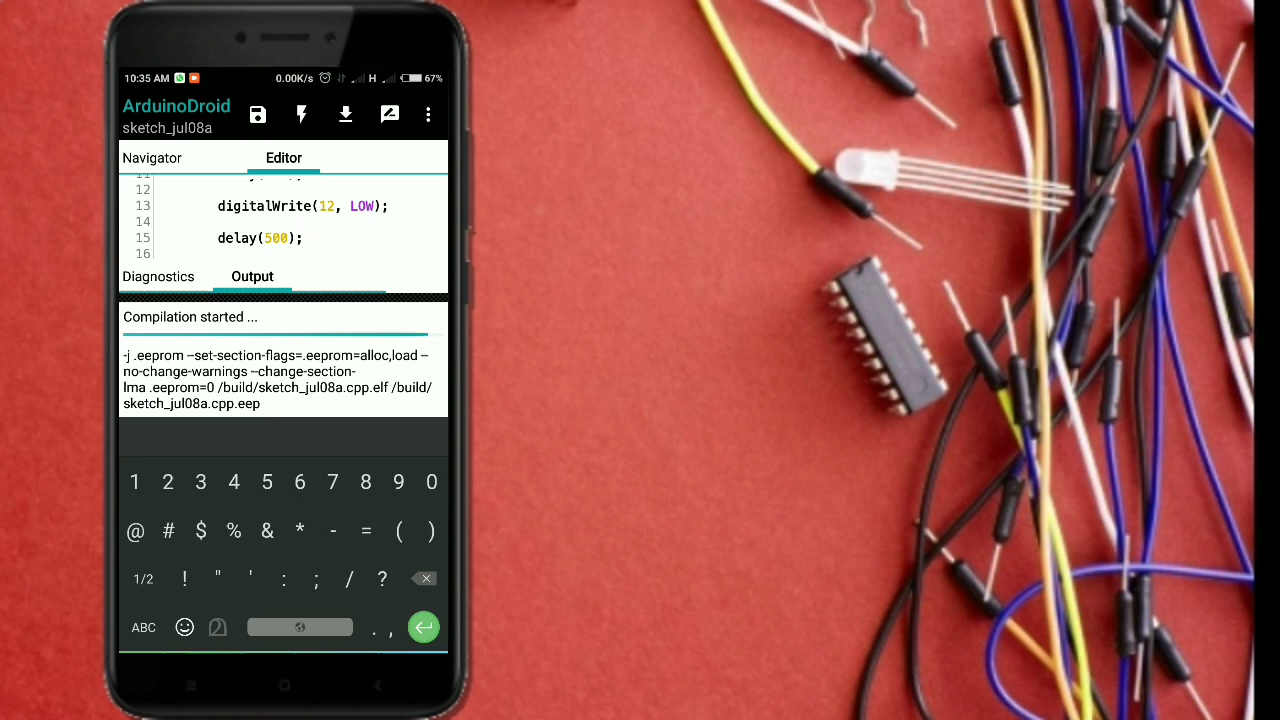 10:35 AM 0.00K/s H 67%
ArduinoDroid
sketch_jul08a
Navigator Editor
11
12
13 digitalWrite(12, LOW);
14
15 delay(500);
16
Diagnostics Output
Compilation started ...
-j .eeprom --set-section-flags=.eeprom=alloc,load --
no-change-warnings --change-section-
lma .eeprom=0 /build/sketch_jul08a.cpp.elf /build/
sketch_jul08a.cpp.eep
1 2 3 4 5 6 7 8 9 0
@ # $ % & * - = ( )
1/2 ! " ' : ; / ?
ABC . ,